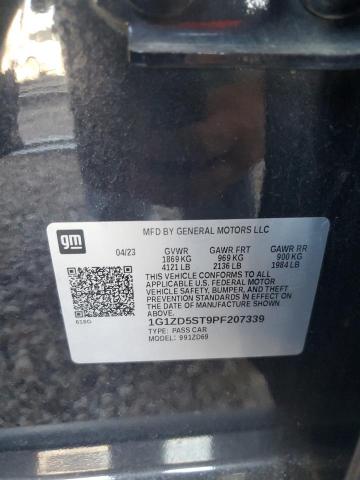 gm
MFD BY GENERAL MOTORS LLC
04/23 GVWR GAWR FRT GAWR RR
1869 KG 969 KG 900 KG
4121 LB 2136 LB 1984 LB
THIS VEHICLE CONFORMS TO ALL
APPLICABLE U.S. FEDERAL MOTOR
VEHICLE SAFETY, BUMPER, AND THEFT
PREVENTION STANDARDS IN EFFECT ON THE
DATE OF MANUFACTURE SHOWN ABOVE.
1G1ZD5ST9PF207339
TYPE: PASS CAR
MODEL: 991ZD69